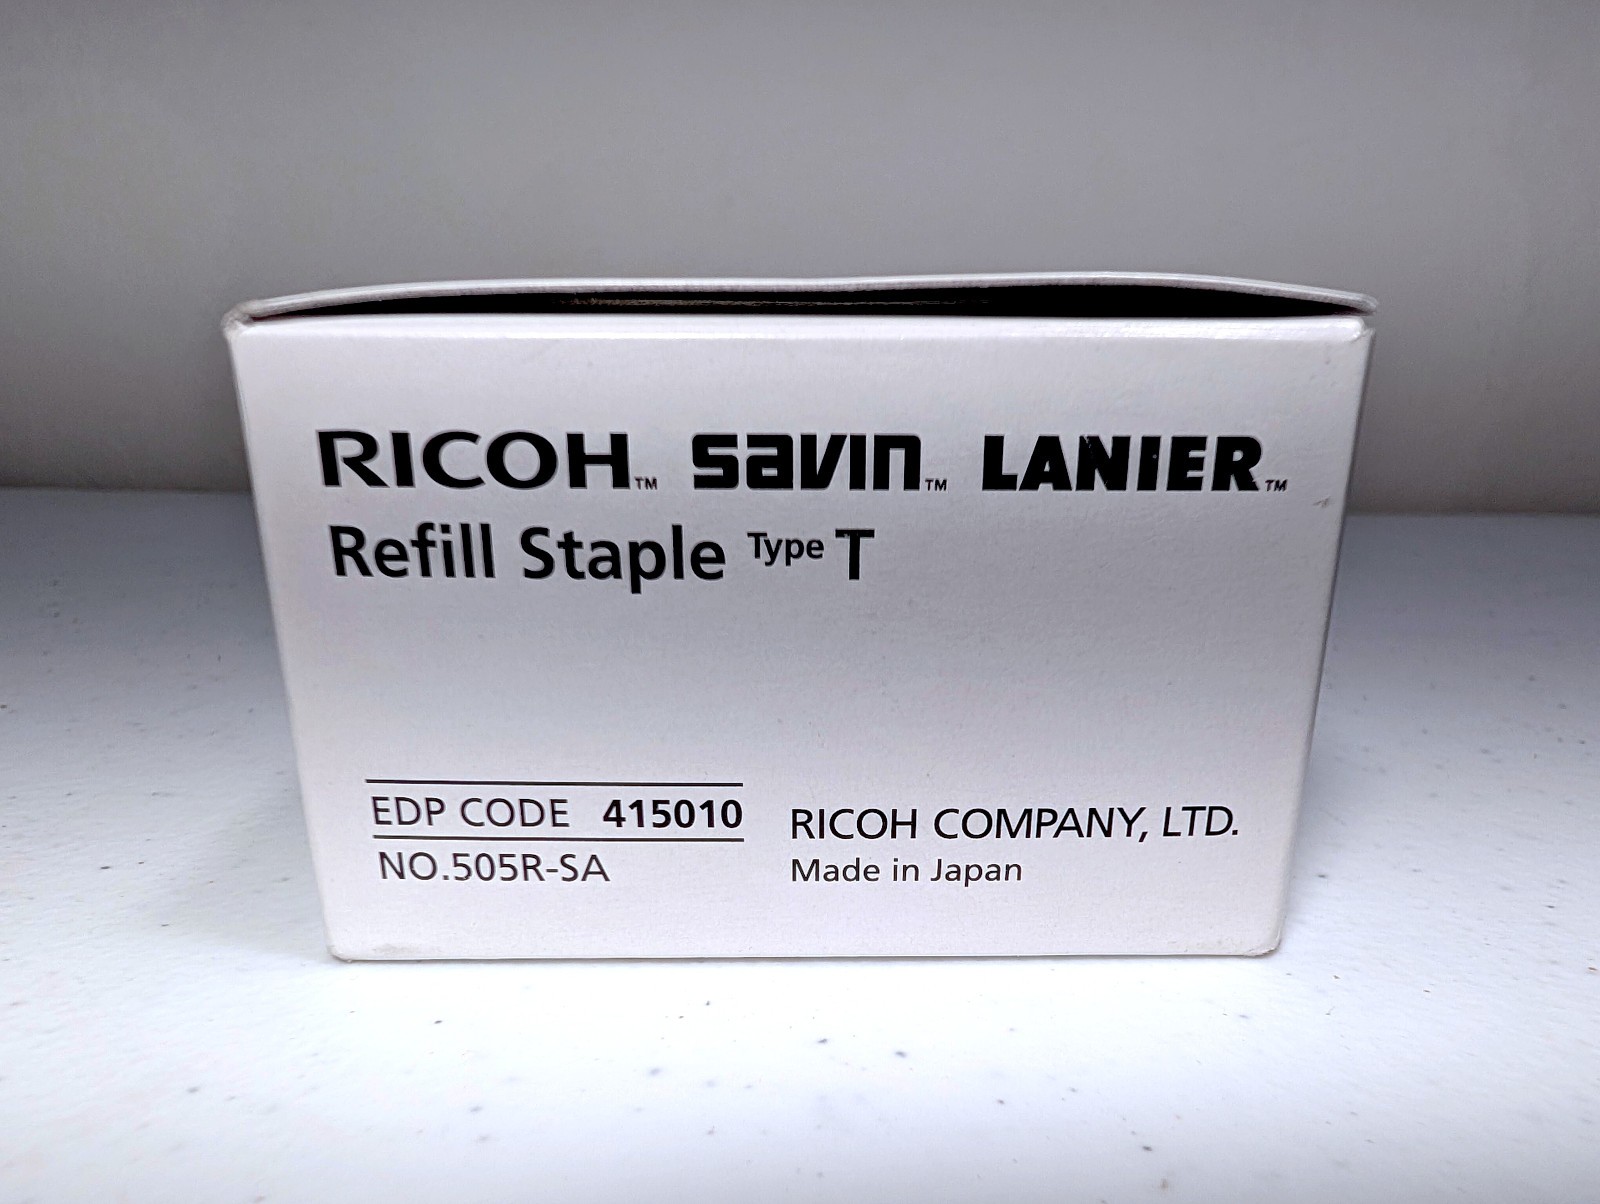 RICOH™ savin™ LANIER™
Refill Staple Type T
EDP CODE 415010
NO.505R-SA
RICOH COMPANY, LTD.
Made in Japan